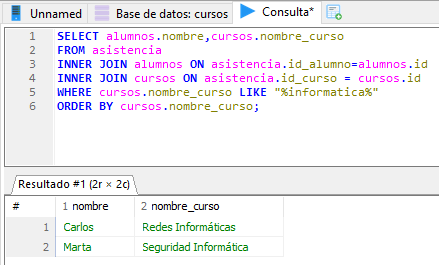 Unnamed Base de datos: cursos Consulta*
1 SELECT alumnos.nombre,cursos.nombre_curso
2 FROM asistencia
3 INNER JOIN alumnos ON asistencia.id_alumno=alumnos.id
4 INNER JOIN cursos ON asistencia.id_curso = cursos.id
5 WHERE cursos.nombre_curso LIKE "%informatica%"
6 ORDER BY cursos.nombre_curso;
Resultado #1 (2r × 2c)
# 1 nombre 2 nombre_curso
1 Carlos Redes Informáticas
2 Marta Seguridad Informática